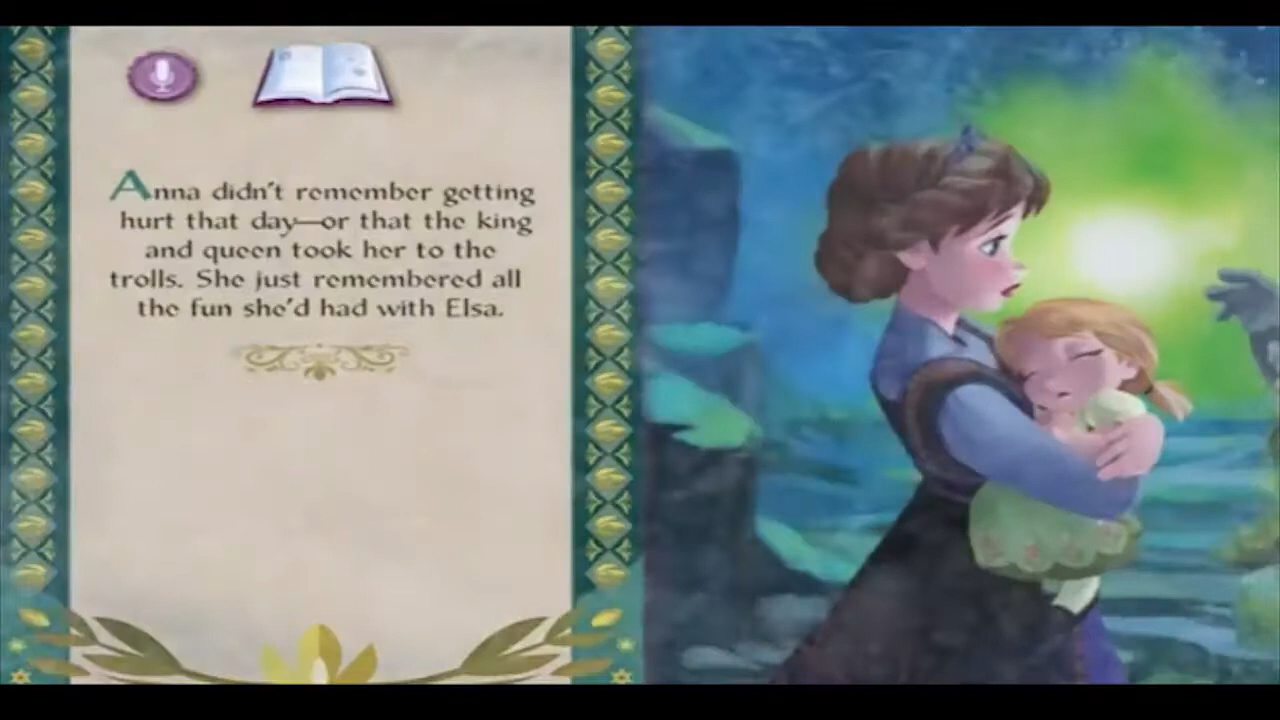 Anna didn't remember getting
hurt that day—or that the king
and queen took her to the
trolls. She just remembered all
the fun she'd had with Elsa.